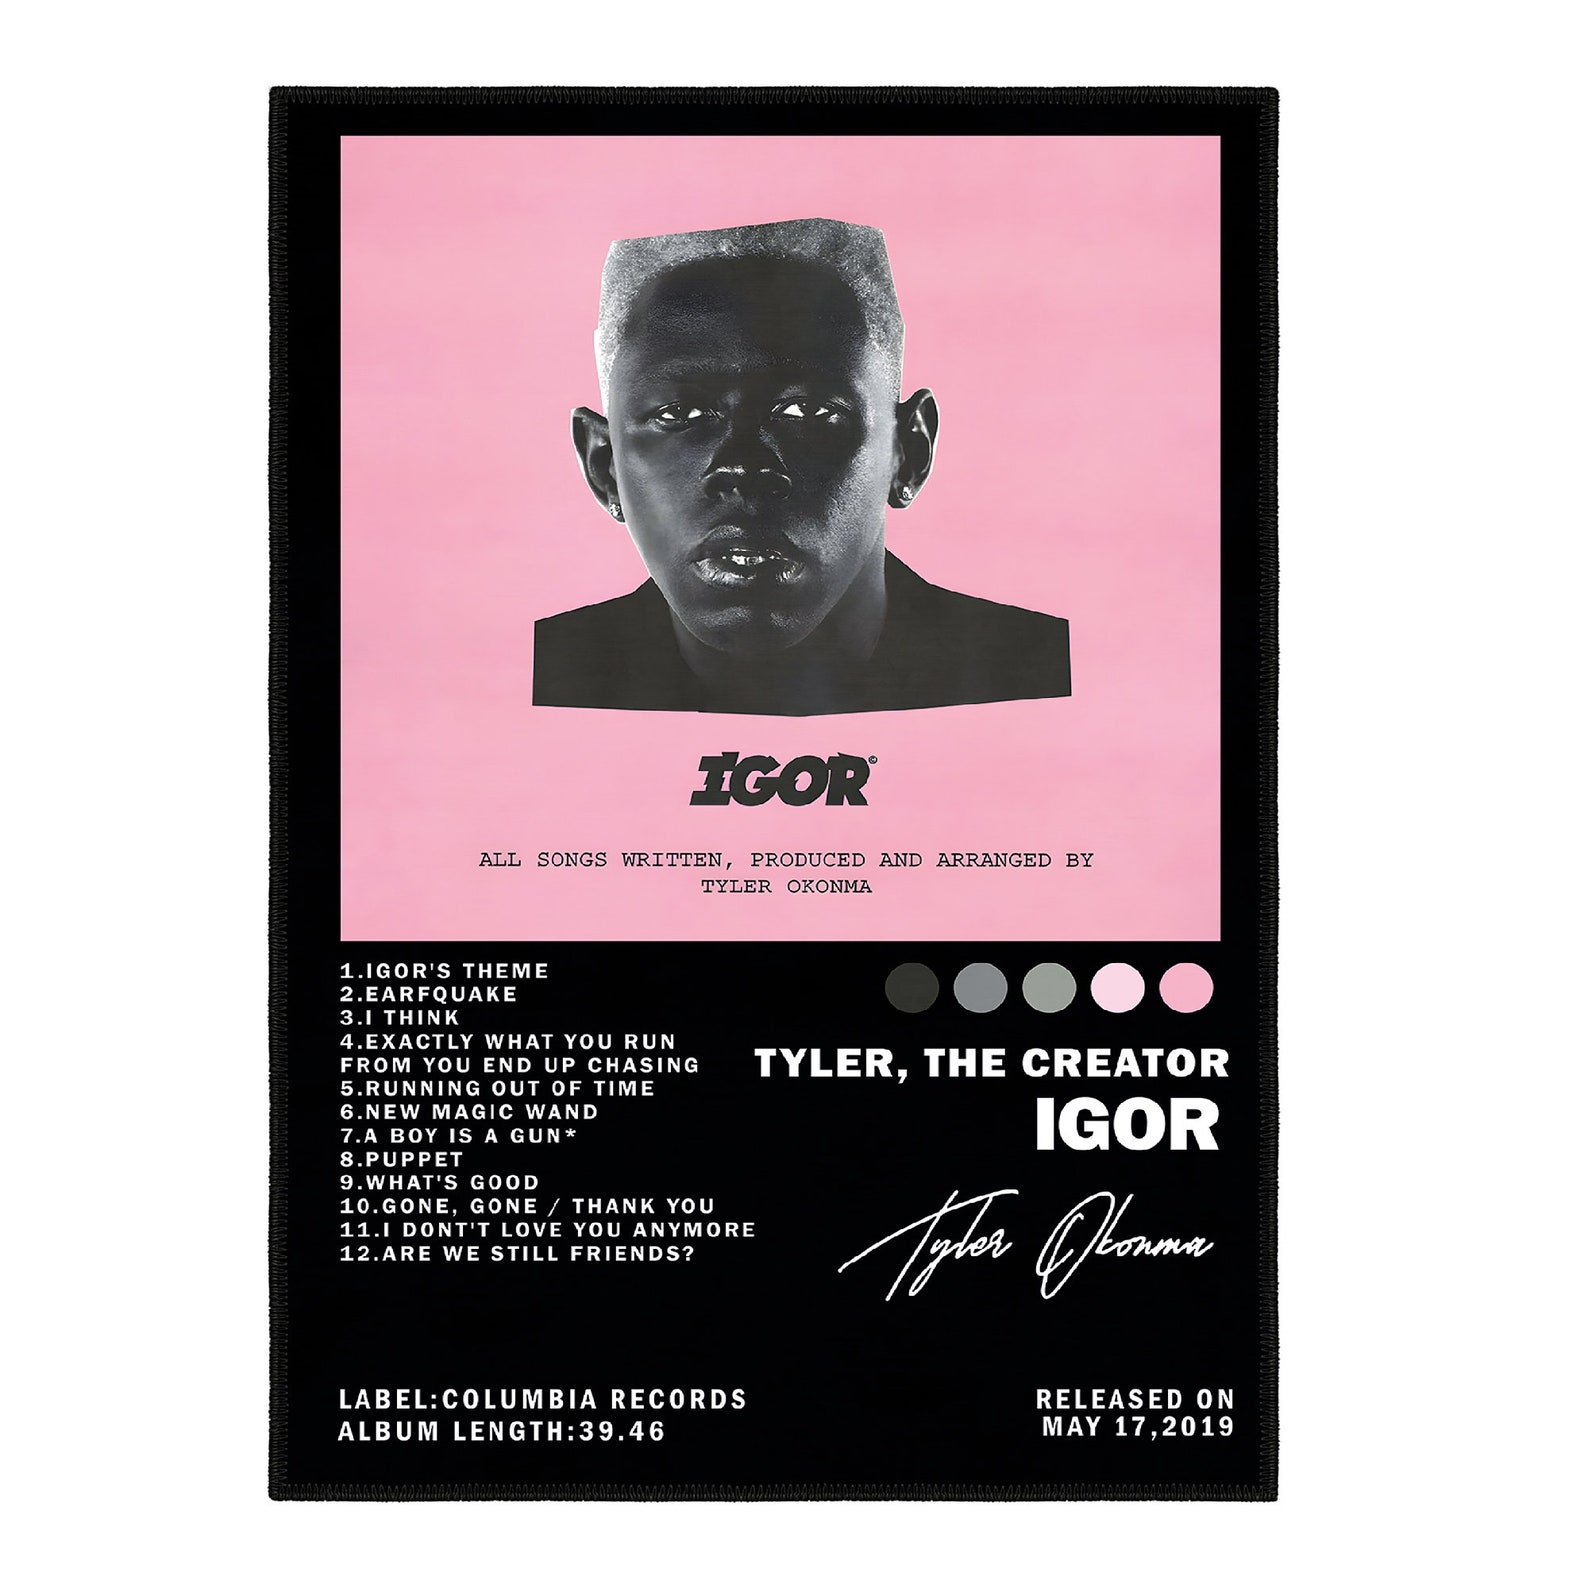 IGOR©
ALL SONGS WRITTEN, PRODUCED AND ARRANGED BY
TYLER OKONMA
1.IGOR'S THEME
2.EARFQUAKE
3.I THINK
4.EXACTLY WHAT YOU RUN
FROM YOU END UP CHASING
5.RUNNING OUT OF TIME
6.NEW MAGIC WAND
7.A BOY IS A GUN*
8.PUPPET
9.WHAT'S GOOD
10.GONE, GONE / THANK YOU
11.I DONT'T LOVE YOU ANYMORE
12.ARE WE STILL FRIENDS?
TYLER, THE CREATOR
IGOR
Tyler Okonma
LABEL:COLUMBIA RECORDS
ALBUM LENGTH:39.46
RELEASED ON
MAY 17,2019